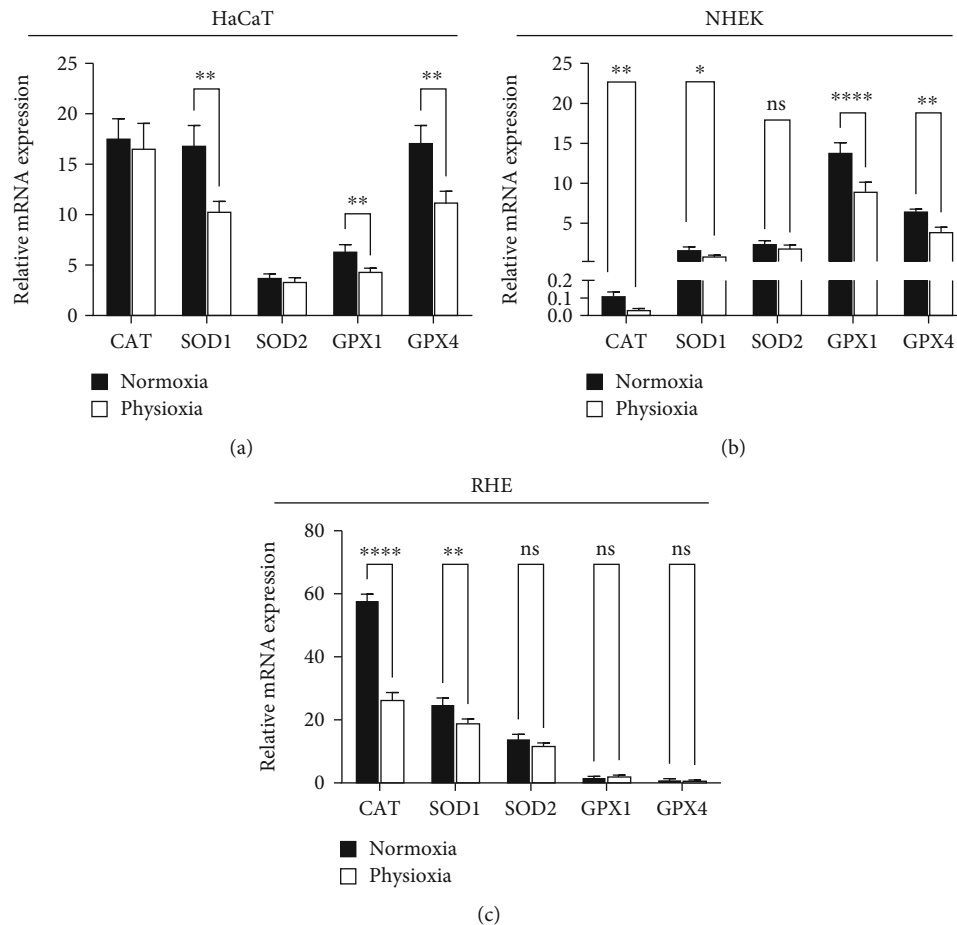 HaCaT
Relative mRNA expression
25
20
15
10
5
0
**
**
**
CAT SOD1 SOD2 GPX1 GPX4
Normoxia
Physioxia
(a)
NHEK
Relative mRNA expression
25
20
15
10
5
0.2
0.1
0.0
** * ns **** **
CAT SOD1 SOD2 GPX1 GPX4
Normoxia
Physioxia
(b)
RHE
Relative mRNA expression
80
60
40
20
0
**** ** ns ns ns
CAT SOD1 SOD2 GPX1 GPX4
Normoxia
Physioxia
(c)